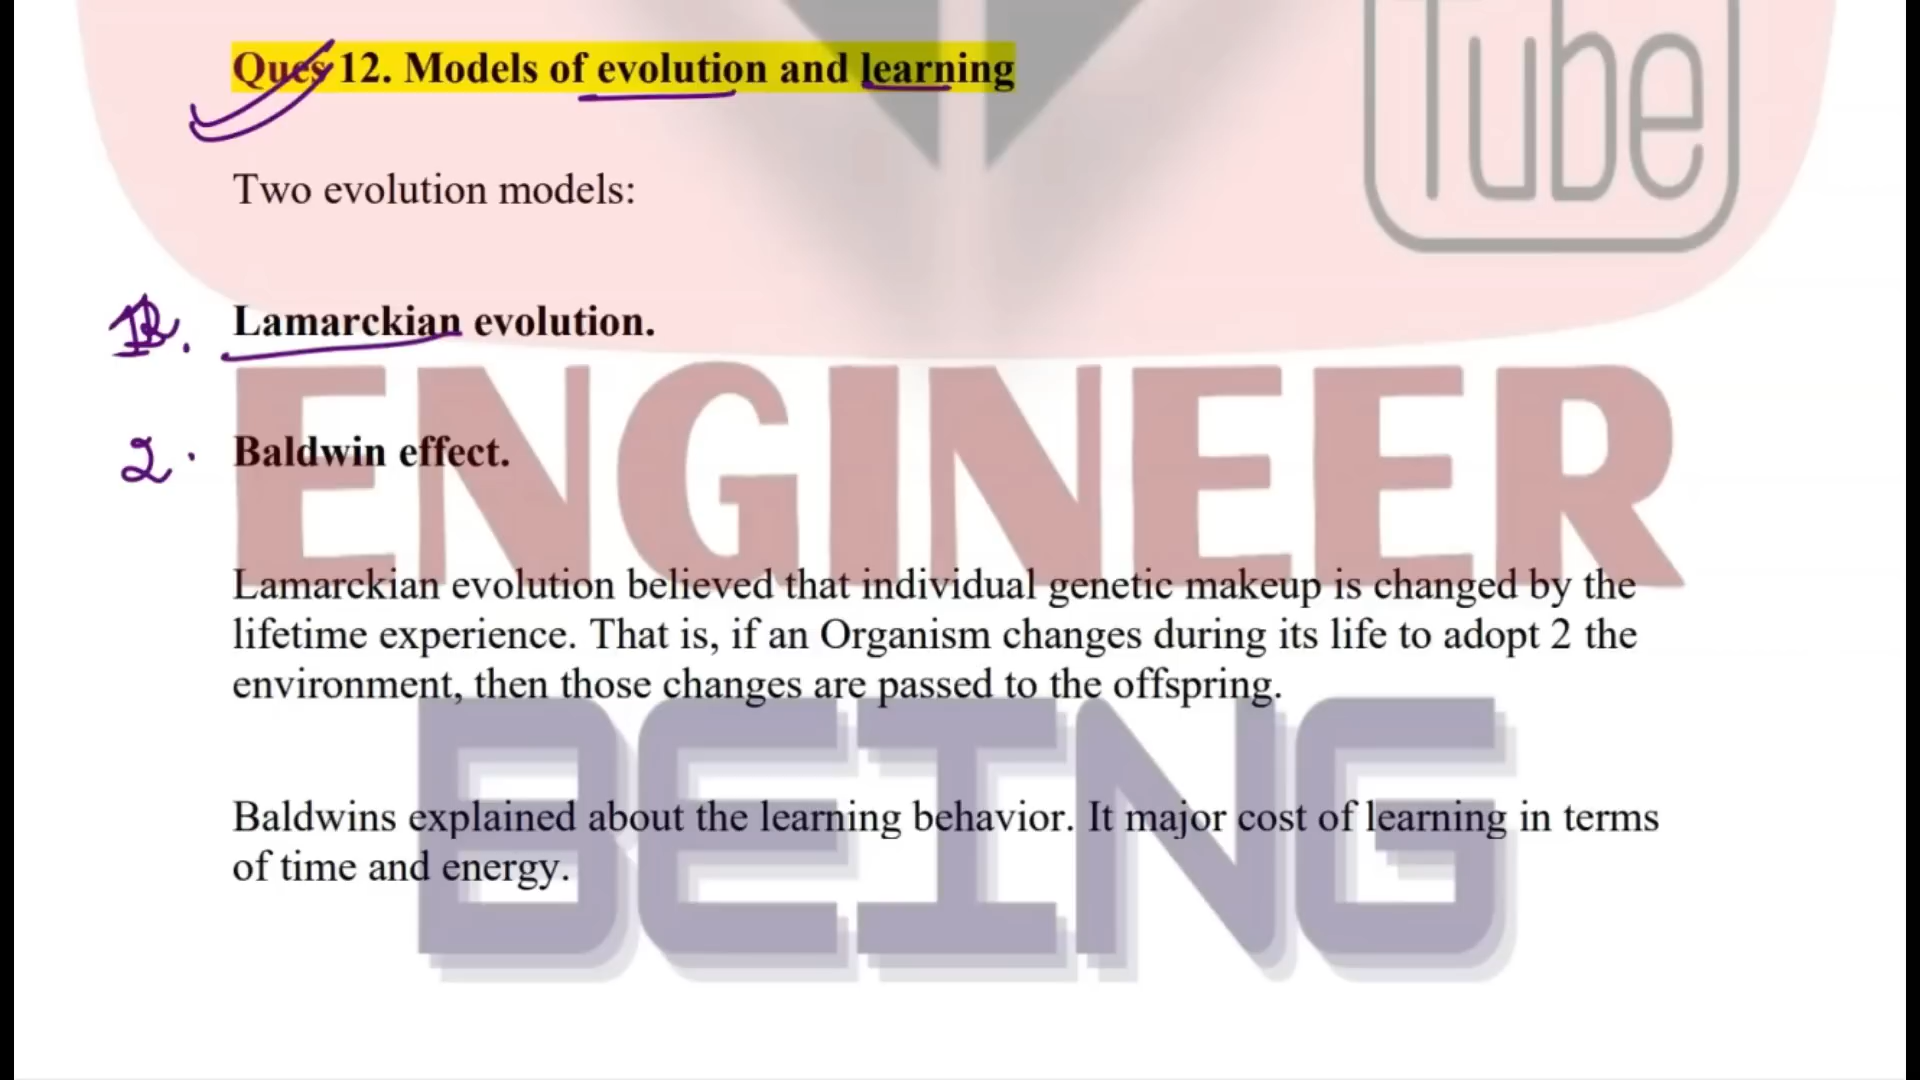 Tube
Ques 12. Models of evolution and learning
Two evolution models:
Lamarckian evolution.
2. Baldwin effect.
ENGINEER
Lamarckian evolution believed that individual genetic makeup is changed by the
lifetime experience. That is, if an Organism changes during its life to adopt 2 the
environment, then those changes are passed to the offspring.
BEING
Baldwins explained about the learning behavior. It major cost of learning in terms
of time and energy.